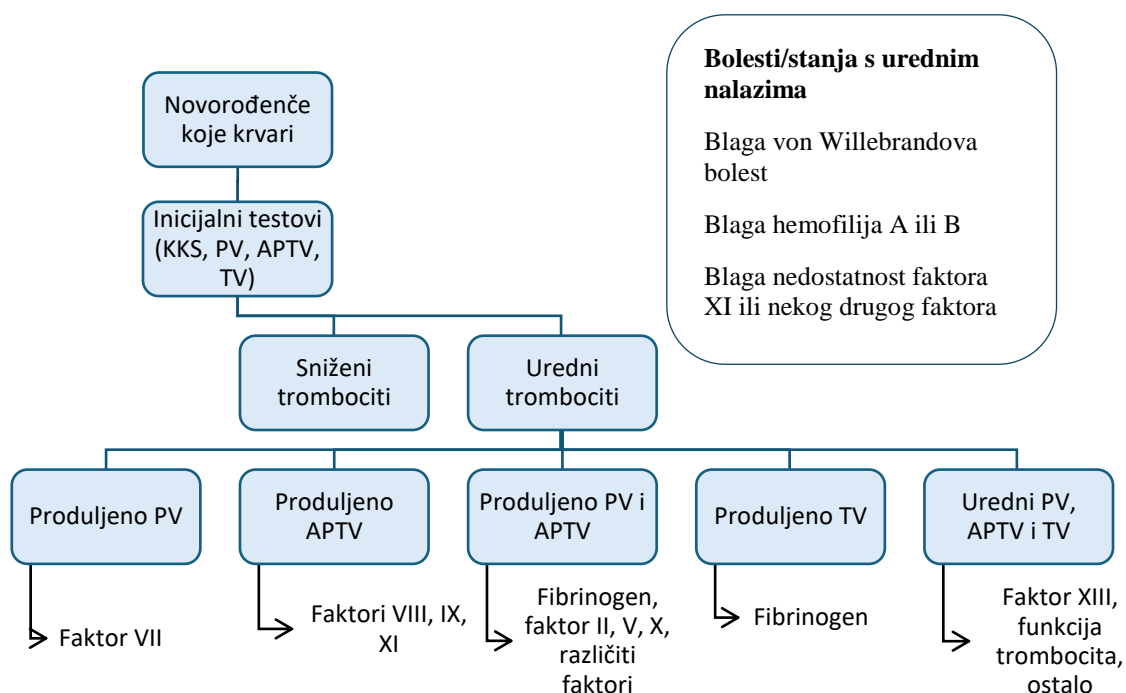 Bolesti/stanja s urednim
nalazima
Blaga von Willebrandova
bolest
Blaga hemofilija A ili B
Blaga nedostatnost faktora
XI ili nekog drugog faktora
Novorođenče
koje krvari
Inicijalni testovi
(KKS, PV, APTV,
TV)
Sniženi
trombociti
Uredni
trombociti
Produljeno PV
Produljeno
APTV
Produljeno PV i
APTV
Produljeno TV
Uredni PV,
APTV i TV
Faktor VII
Faktori VIII, IX,
XI
Fibrinogen,
faktor II, V, X,
različiti
faktori
Fibrinogen
Faktor XIII,
funkcija
trombocita,
ostalo